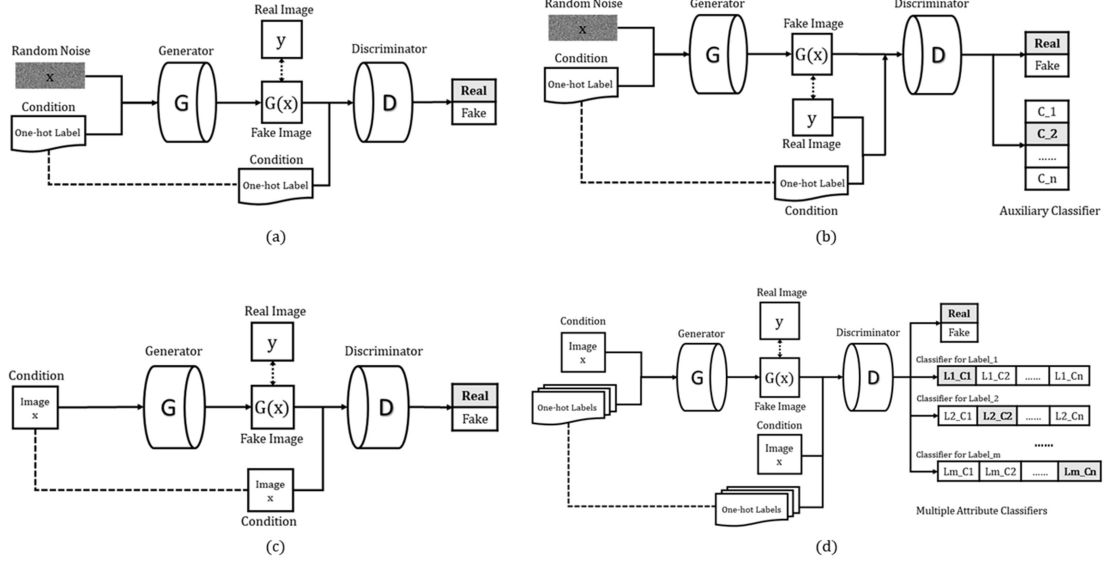 Real Image
y
Random Noise
x
Generator
G
G(x)
Fake Image
Discriminator
D
Real
Fake
Condition
One-hot Label
Condition
One-hot Label
(a)
Random Noise
x
Condition
One-hot Label
Generator
G
Fake Image
G(x)
y
Real Image
One-hot Label
Condition
Discriminator
D
Real
Fake
C_1
C_2
......
C_n
Auxiliary Classifier
(b)
Real Image
y
Condition
Image
x
Generator
G
G(x)
Fake Image
Discriminator
D
Real
Fake
Image
x
Condition
(c)
Real Image
y
Condition
Image
x
One-hot Labels
Generator
G
G(x)
Fake Image
Condition
Image
x
One-hot Labels
Discriminator
D
Real
Fake
Classifier for Label_1
L1_C1 L1_C2 ...... L1_Cn
Classifier for Label_2
L2_C1 L2_C2 ...... L2_Cn
......
Classifier for Label_m
Lm_C1 Lm_C2 ...... Lm_Cn
Multiple Attribute Classifiers
(d)